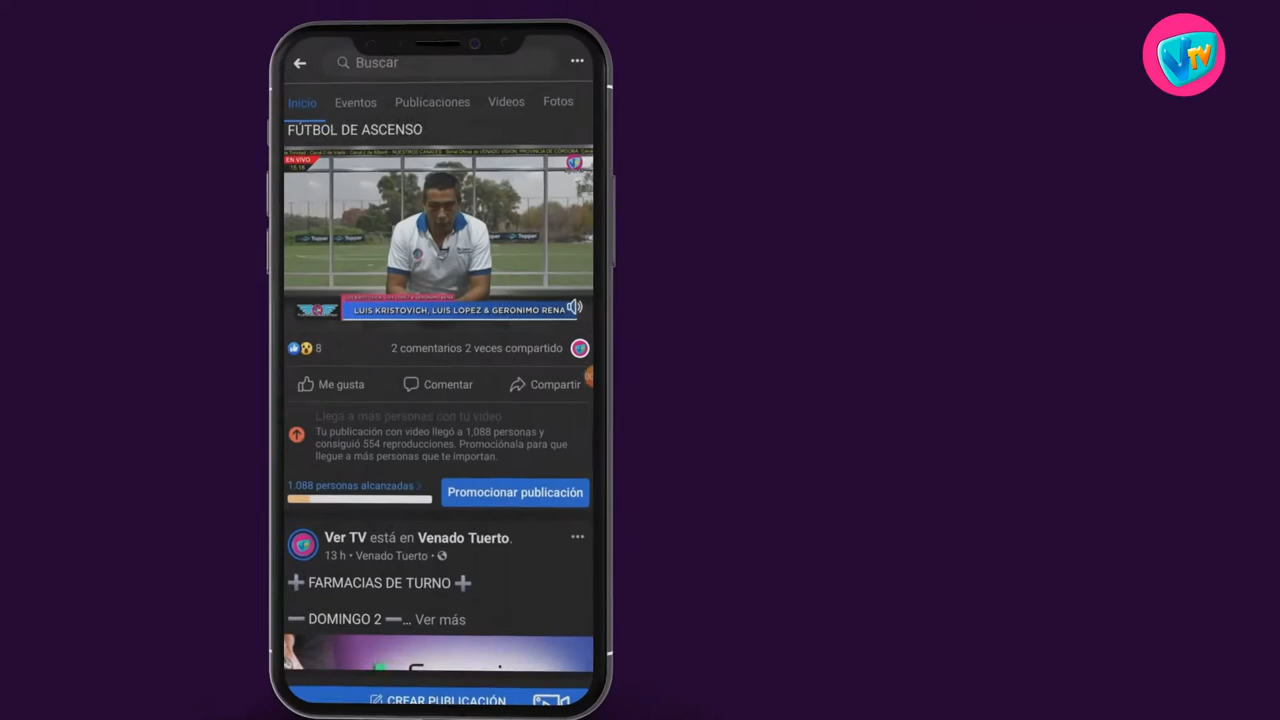 Buscar
Inicio Eventos Publicaciones Videos Fotos
FÚTBOL DE ASCENSO
EN VIVO
Topper Topper Topper
LUIS KRISTOVICH, LUIS LOPEZ & GERONIMO RENA
8 2 comentarios 2 veces compartido
Me gusta Comentar Compartir
Llega a más personas con tu video
Tu publicación con video llegó a 1,088 personas y
consiguió 554 reproducciones. Promociónala para que
llegue a más personas que te importan.
1.088 personas alcanzadas
Promocionar publicación
Ver TV está en Venado Tuerto.
13 h • Venado Tuerto •
➕ FARMACIAS DE TURNO ➕
➖ DOMINGO 2 ➖... Ver más
CREAR PUBLICACIÓN
V TV